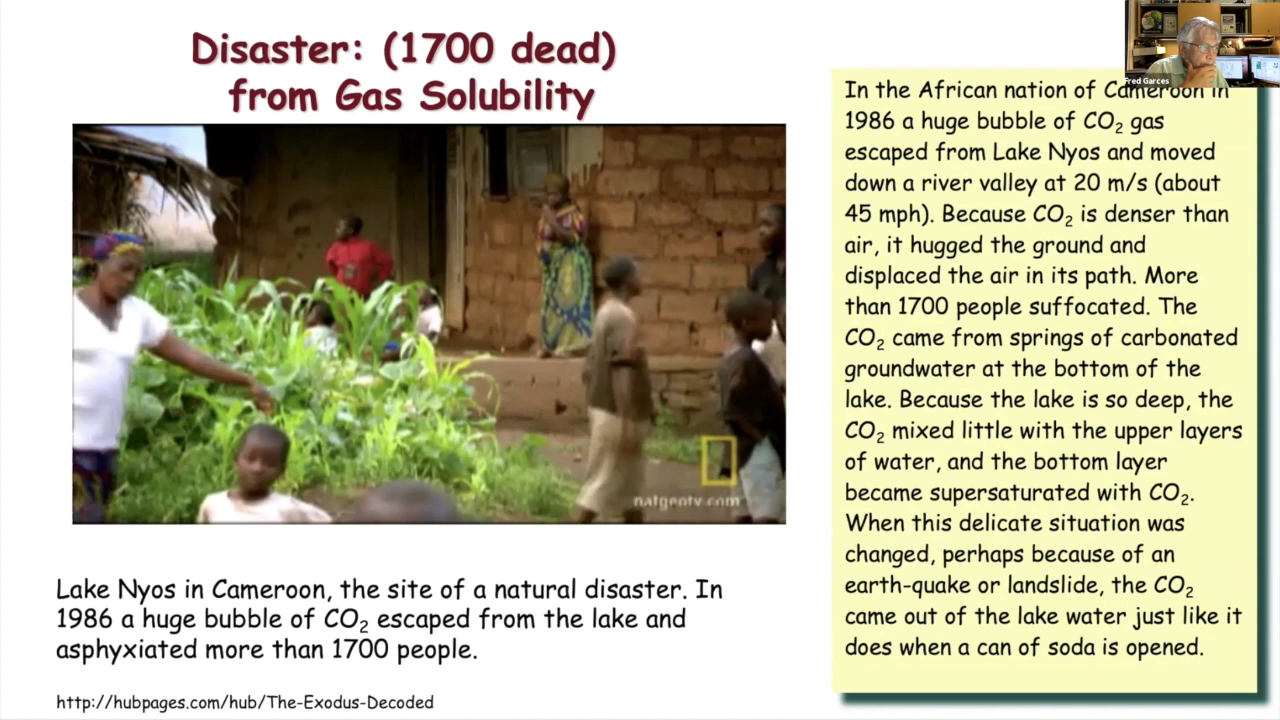 Disaster: (1700 dead)
from Gas Solubility
natgeotv.com
Lake Nyos in Cameroon, the site of a natural disaster. In
1986 a huge bubble of CO₂ escaped from the lake and
asphyxiated more than 1700 people.
http://hubpages.com/hub/The-Exodus-Decoded
Fred Garces
In the African nation of Cameroon in
1986 a huge bubble of CO₂ gas
escaped from Lake Nyos and moved
down a river valley at 20 m/s (about
45 mph). Because CO₂ is denser than
air, it hugged the ground and
displaced the air in its path. More
than 1700 people suffocated. The
CO₂ came from springs of carbonated
groundwater at the bottom of the
lake. Because the lake is so deep, the
CO₂ mixed little with the upper layers
of water, and the bottom layer
became supersaturated with CO₂.
When this delicate situation was
changed, perhaps because of an
earth-quake or landslide, the CO₂
came out of the lake water just like it
does when a can of soda is opened.